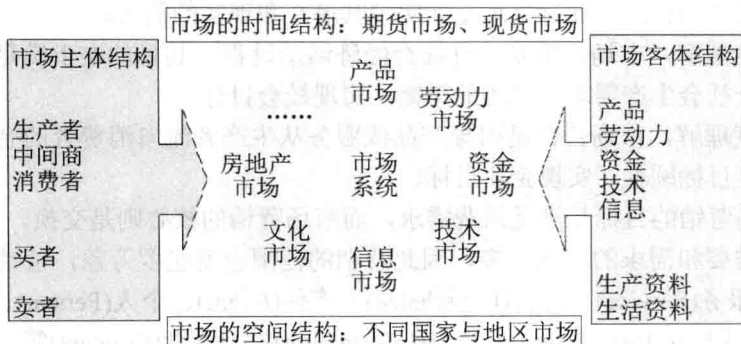 市场的时间结构：期货市场、现货市场
市场主体结构
生产者
中间商
消费者
买者
卖者
产品
市场
……
劳动力
市场
房地产
市场
市场
系统
资金
市场
文化
市场
信息
市场
技术
市场
市场客体结构
产品
劳动力
资金
技术
信息
生产资料
生活资料
市场的空间结构：不同国家与地区市场